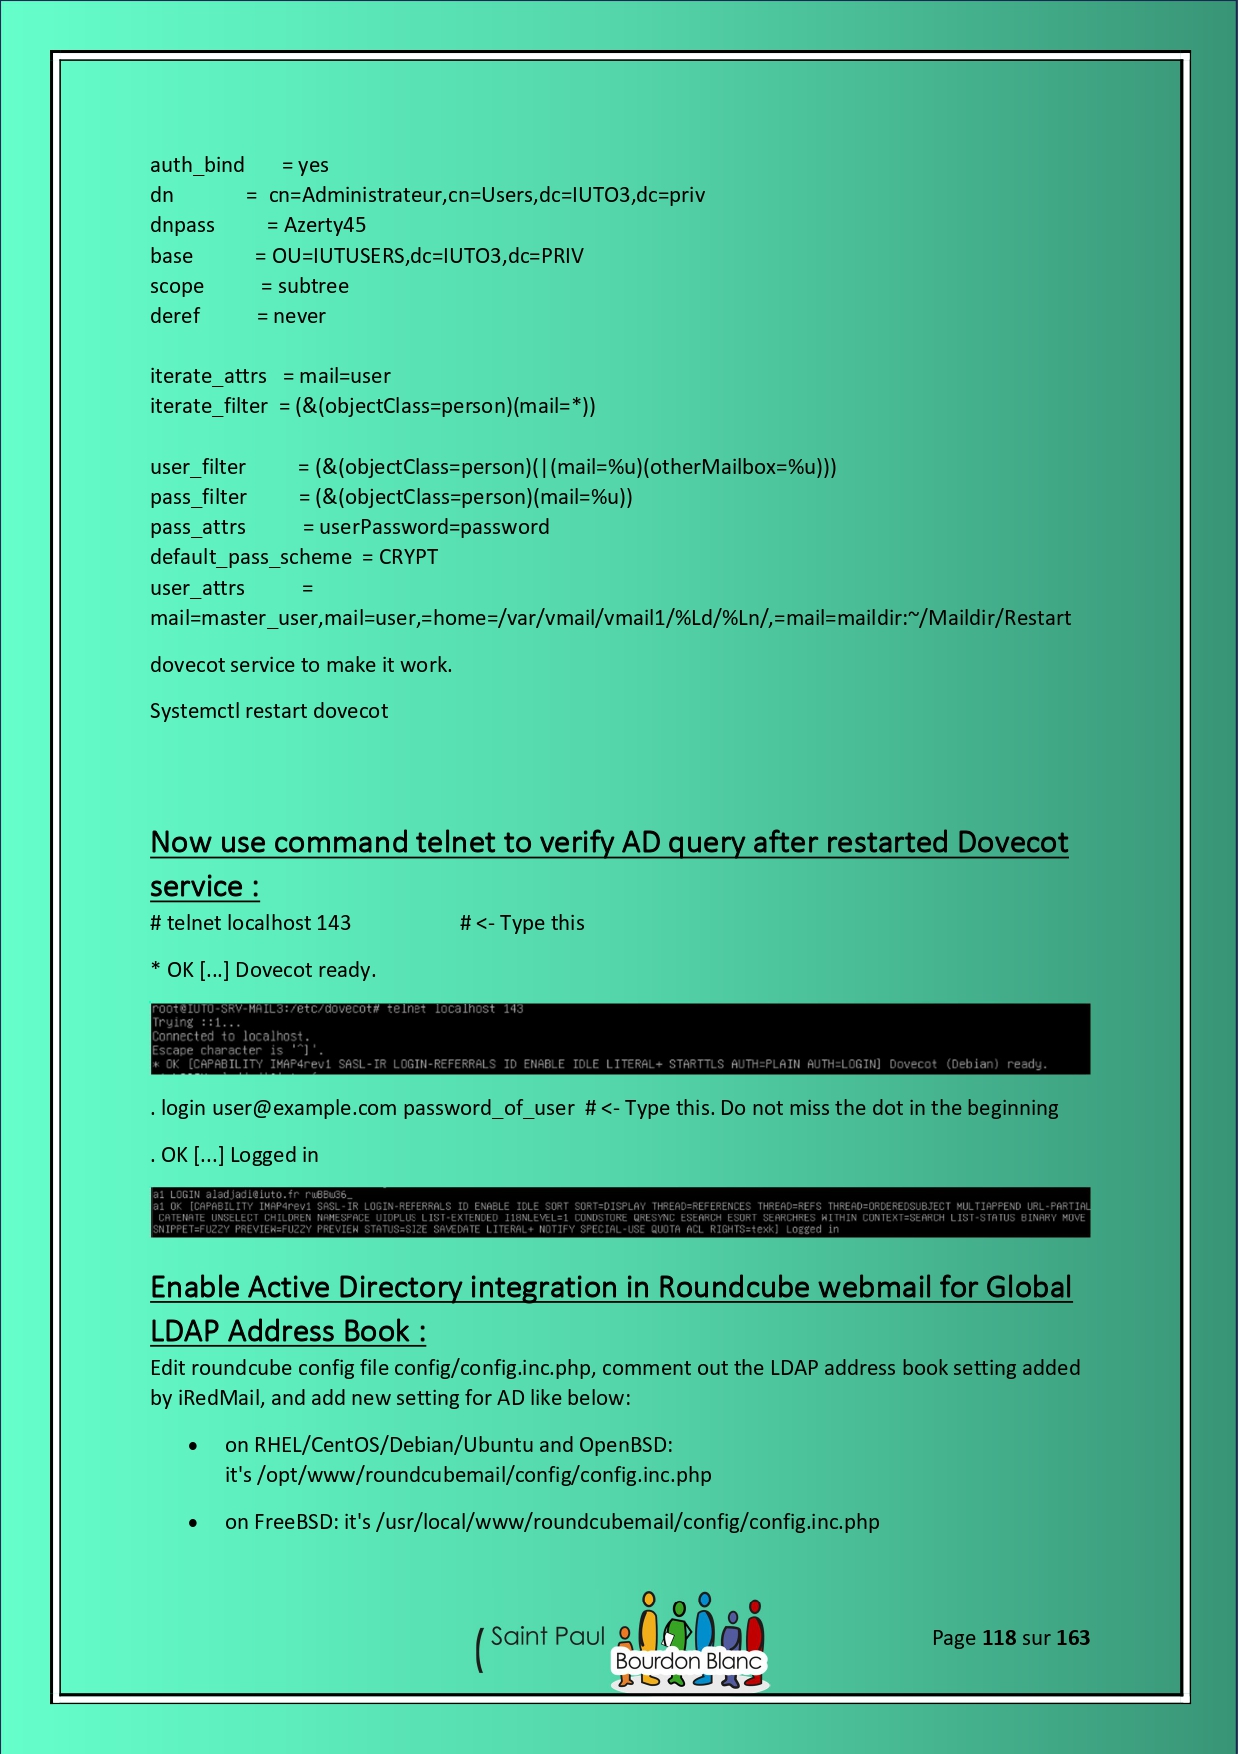 auth_bind = yes
dn = cn=Administrateur,cn=Users,dc=IUTO3,dc=priv
dnpass = Azerty45
base = OU=IUTUSERS,dc=IUTO3,dc=PRIV
scope = subtree
deref = never
iterate_attrs = mail=user
iterate_filter = (&(objectClass=person)(mail=*))
user_filter = (&(objectClass=person)(|(mail=%u)(otherMailbox=%u)))
pass_filter = (&(objectClass=person)(mail=%u))
pass_attrs = userPassword=password
default_pass_scheme = CRYPT
user_attrs =
mail=master_user,mail=user,=home=/var/vmail/vmail1/%Ld/%Ln/,=mail=maildir:~/Maildir/Restart
dovecot service to make it work.
Systemctl restart dovecot
Now use command telnet to verify AD query after restarted Dovecot
service :
# telnet localhost 143 # <- Type this
* OK [...] Dovecot ready.
root@IUTO-SRV-MAIL3:/etc/dovecot# telnet localhost 143
Trying ::1...
Connected to localhost.
Escape character is '^]'.
* OK [CAPABILITY IMAP4rev1 SASL-IR LOGIN-REFERRALS ID ENABLE IDLE LITERAL+ STARTTLS AUTH=PLAIN AUTH=LOGIN] Dovecot (Debian) ready.
. login user@example.com password_of_user # <- Type this. Do not miss the dot in the beginning
. OK [...] Logged in
a1 LOGIN aladjadi@iuto.fr
a1 OK [CAPABILITY IMAP4rev1 SASL-IR LOGIN-REFERRALS ID ENABLE IDLE SORT SORT=DISPLAY THREAD=REFERENCES THREAD=REFS THREAD=ORDEREDSUBJECT MULTIAPPEND URL-PARTIAL
CATENATE UNSELECT CHILDREN NAMESPACE UIDPLUS LIST-EXTENDED I18NLEVEL=1 CONDSTORE QRESYNC ESEARCH ESORT SEARCHRES WITHIN CONTEXT=SEARCH LIST-STATUS BINARY MOVE
SNIPPET=FUZZY PREVIEW=FUZZY PREVIEW STATUS=SIZE SAVEDATE LITERAL+ NOTIFY SPECIAL-USE QUOTA ACL RIGHTS=texk] Logged in
Enable Active Directory integration in Roundcube webmail for Global
LDAP Address Book :
Edit roundcube config file config/config.inc.php, comment out the LDAP address book setting added
by iRedMail, and add new setting for AD like below:
• on RHEL/CentOS/Debian/Ubuntu and OpenBSD:
it's /opt/www/roundcubemail/config/config.inc.php
• on FreeBSD: it's /usr/local/www/roundcubemail/config/config.inc.php
( Saint Paul
Bourdon Blanc
Page 118 sur 163